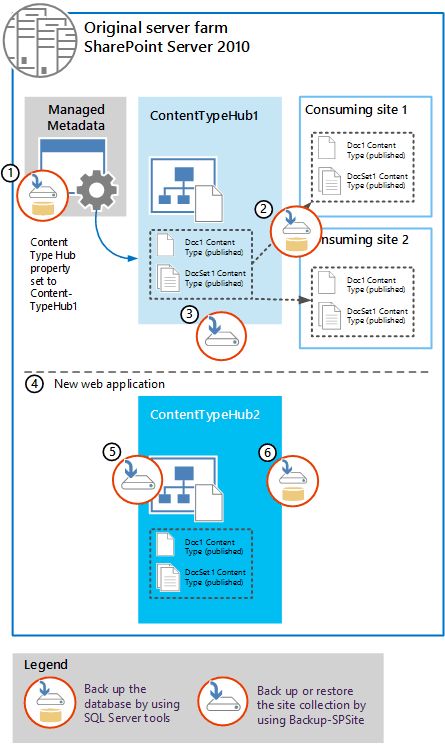 Original server farm
SharePoint Server 2010
Managed
Metadata
ContentTypeHub1
Consuming site 1
Doc1 Content
Type (published)
DocSet1 Content
Type (published)
1
2
Content
Type Hub
property
set to
Content-
TypeHub1
Doc1 Content
Type (published)
DocSet1 Content
Type (published)
onsuming site 2
Doc1 Content
Type (published)
DocSet1 Content
Type (published)
3
4 New web application
ContentTypeHub2
5
6
Doc1 Content
Type (published)
DocSet1 Content
Type (published)
Legend
Back up the
database by using
SQL Server tools
Back up or restore
the site collection by
using Backup-SPSite